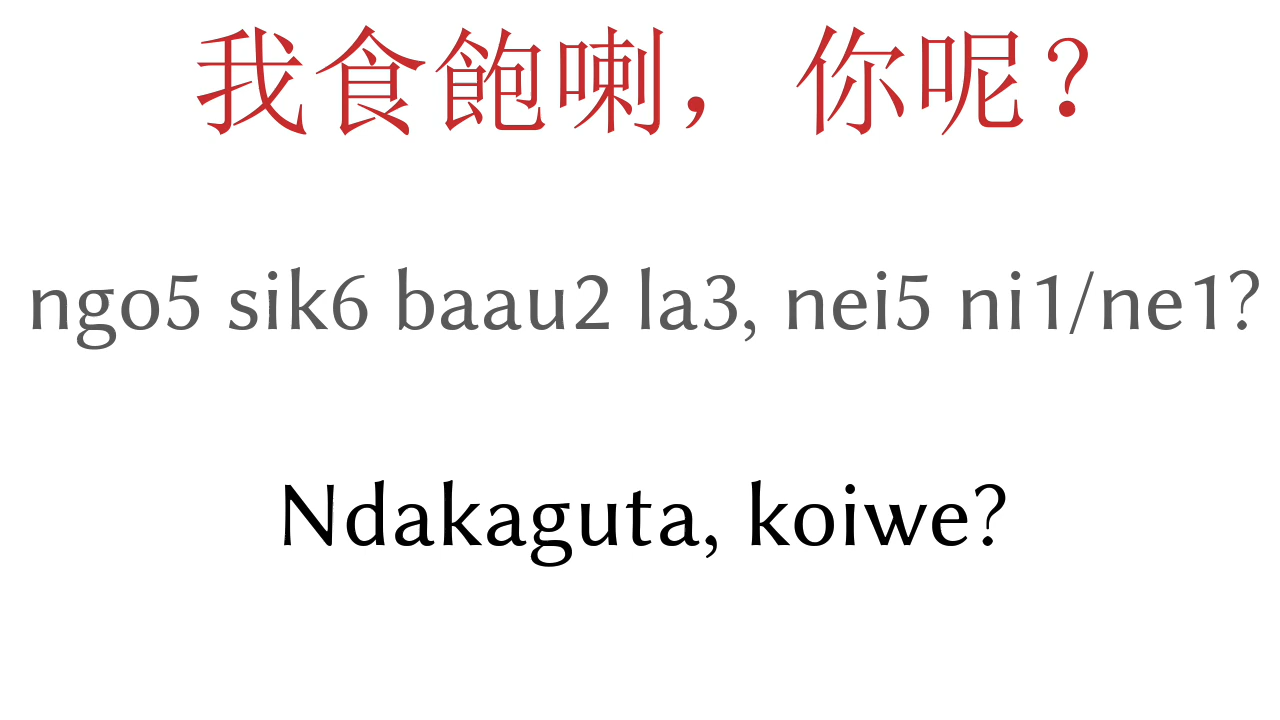 我食飽喇，你呢？
ngo5 sik6 baau2 la3, nei5 ni1/ne1?
Ndakaguta, koiwe?